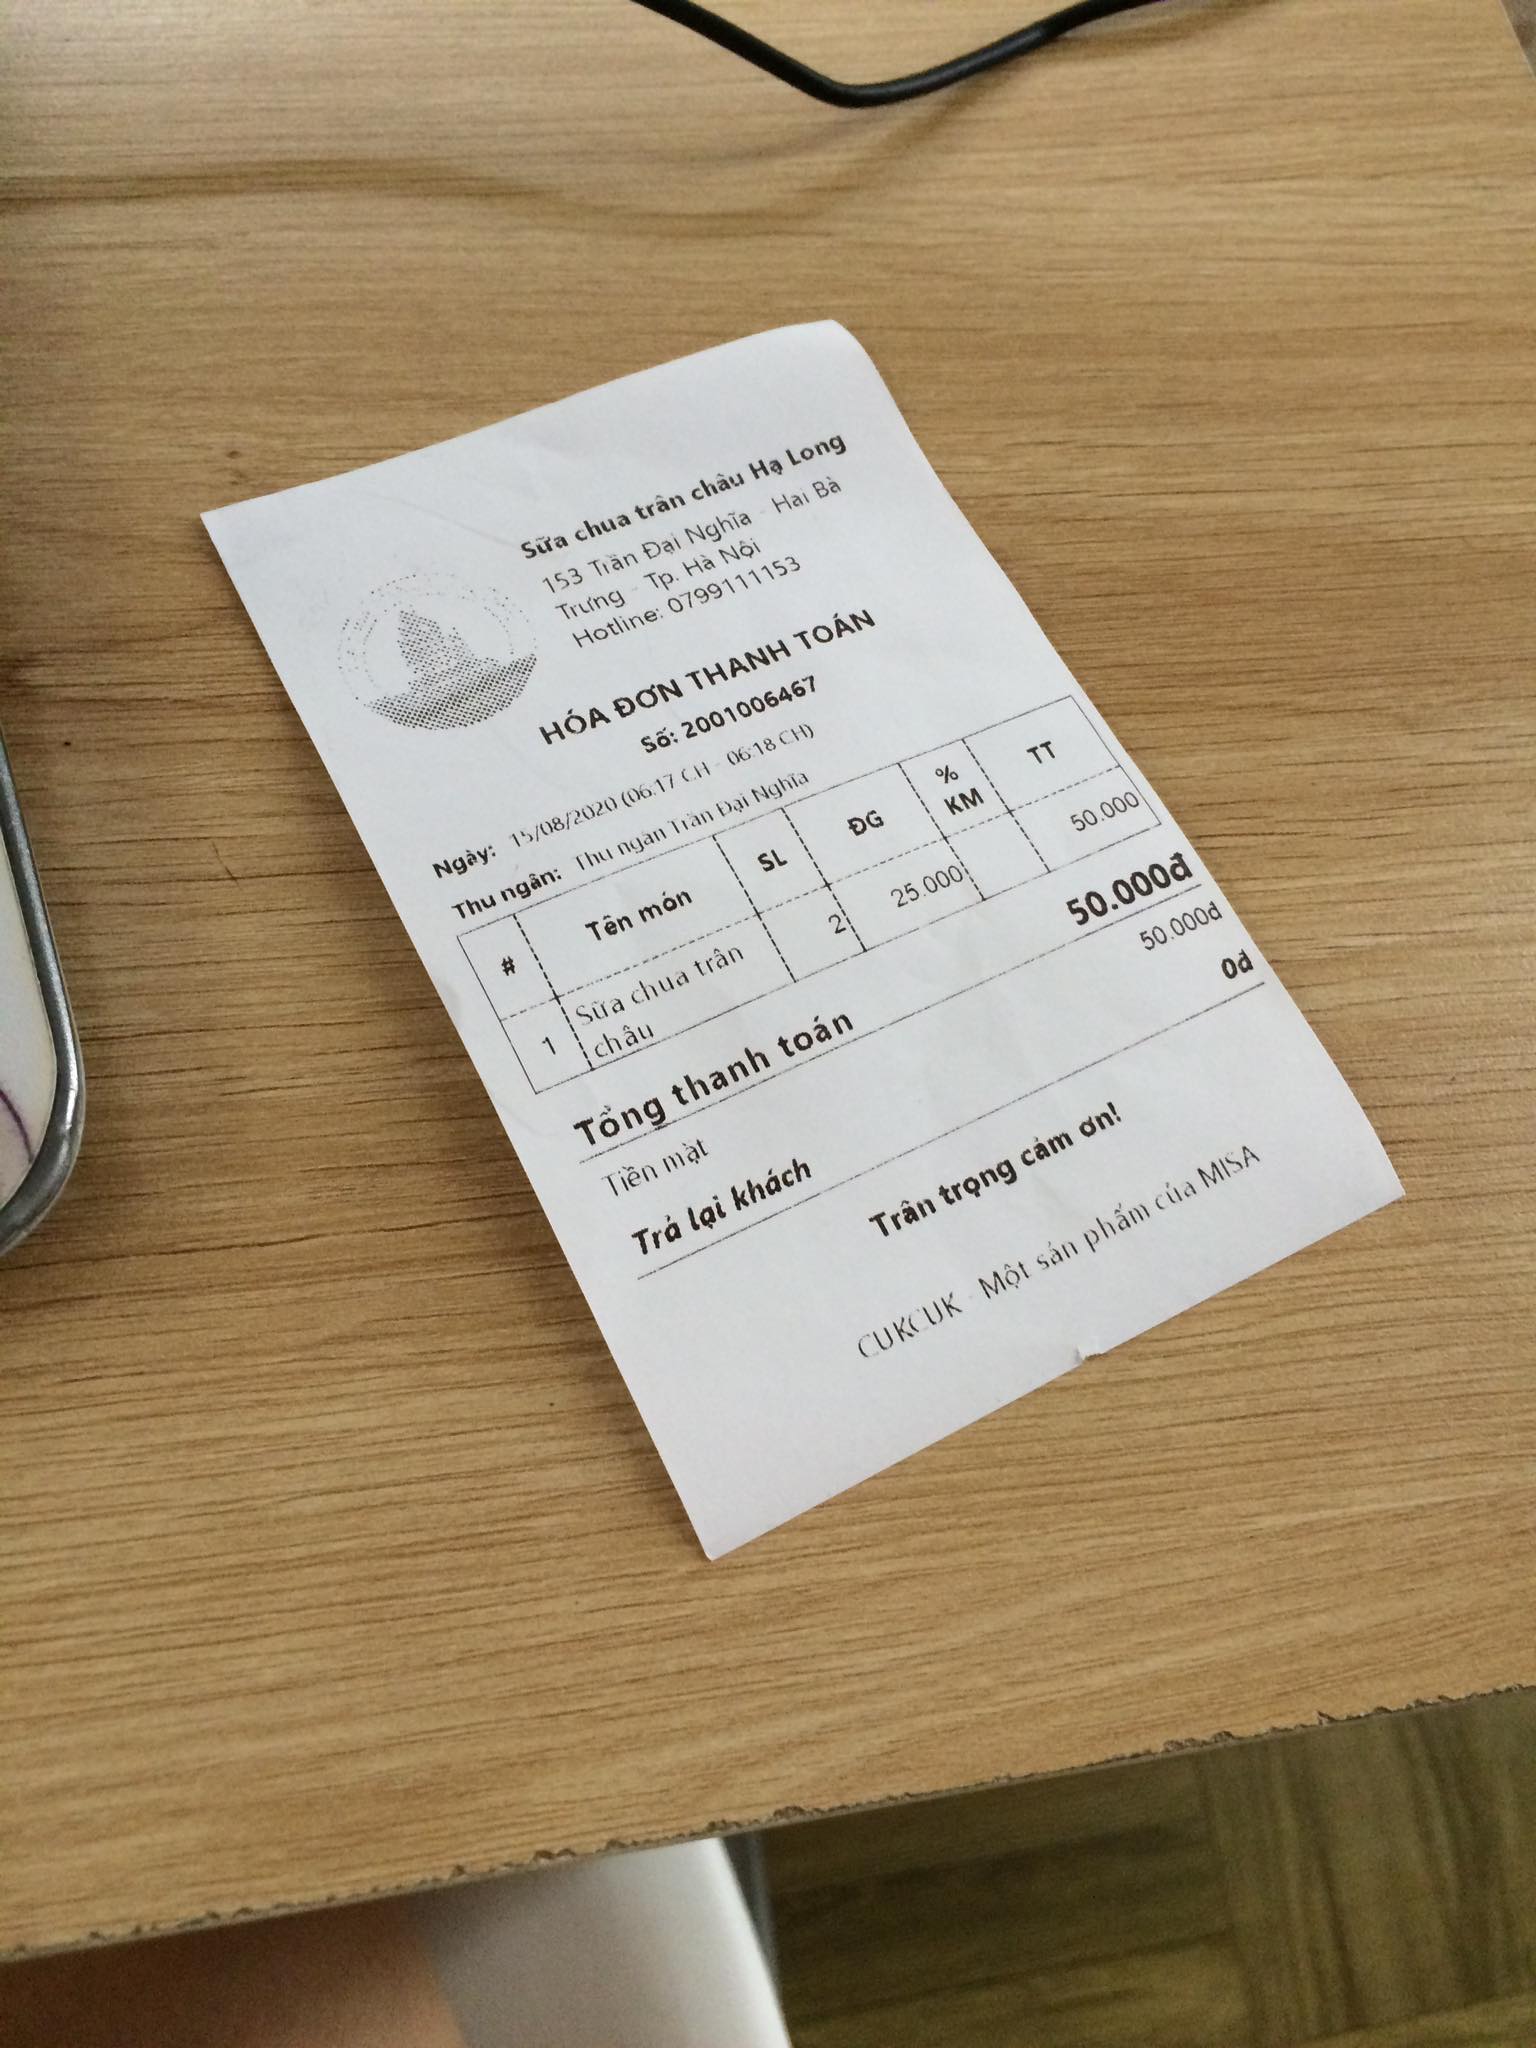 Sữa chua trân châu Hạ Long
153 Trần Đại Nghĩa - Hai Bà
Trưng - Tp. Hà Nội
Hotline: 0799111153
HÓA ĐƠN THANH TOÁN
Số: 2001006467
Ngày: 15/08/2020 (06:17 CH - 06:18 CH)
Thu ngân: Thu ngân Trần Đại Nghĩa
# Tên món SL ĐG % KM TT
1 Sữa chua trân châu 2 25.000 50.000
Tổng thanh toán 50.000đ
Tiền mặt 50.000đ
Trả lại khách 0đ
Trân trọng cảm ơn!
CUKCUK - Một sản phẩm của MISA